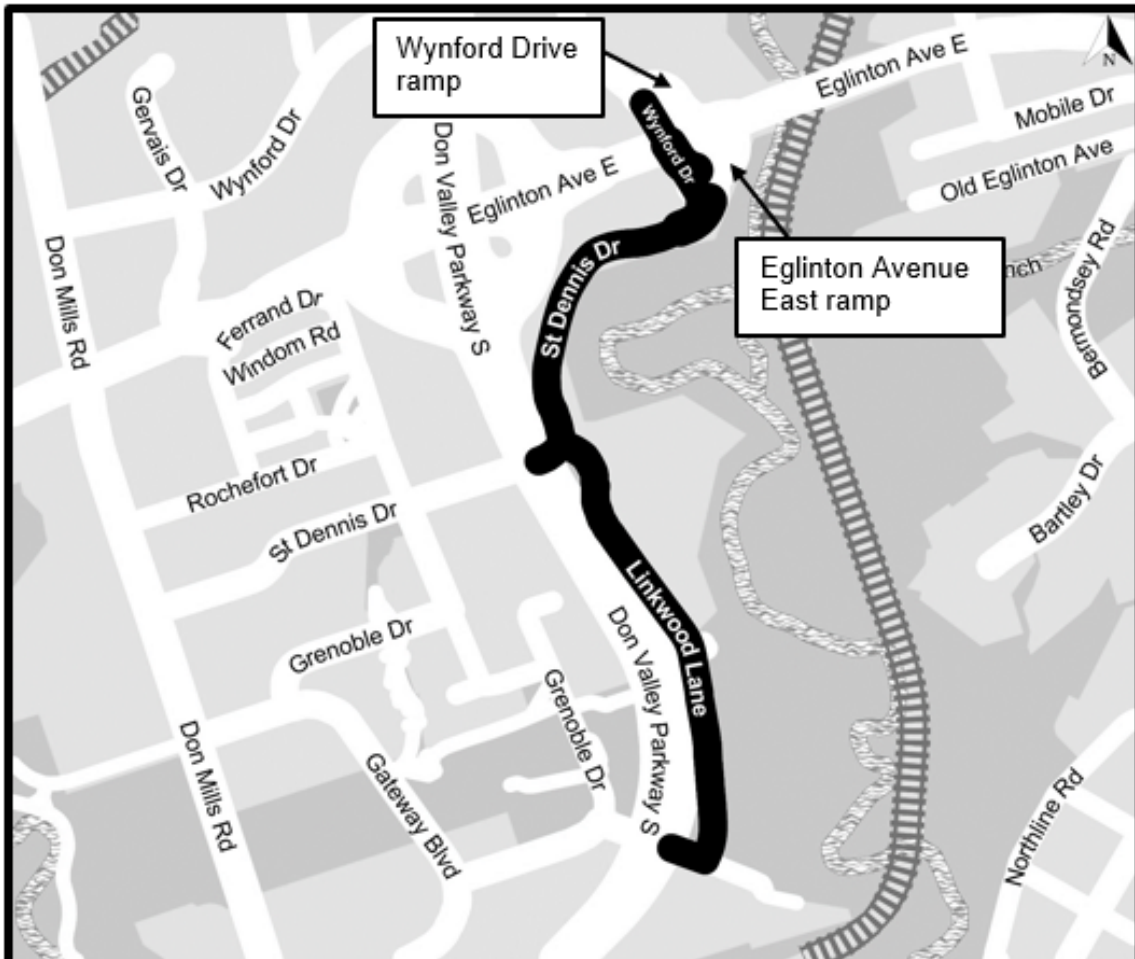 Wynford Drive
ramp
Eglinton Ave E
N
Mobile Dr
Old Eglinton Ave
Gervais Dr
Wynford Dr
Don Valley Parkway S
Wynford Dr
Eglinton Ave E
Eglinton Avenue
East ramp
nch
Bermondsey Rd
Don Mills Rd
St Dennis Dr
Ferrand Dr
Windom Rd
Rochefort Dr
St Dennis Dr
Bartley Dr
Linkwood Lane
Grenoble Dr
Don Valley Parkway S
Grenoble Dr
Don Mills Rd
Gateway Blvd
Northline Rd